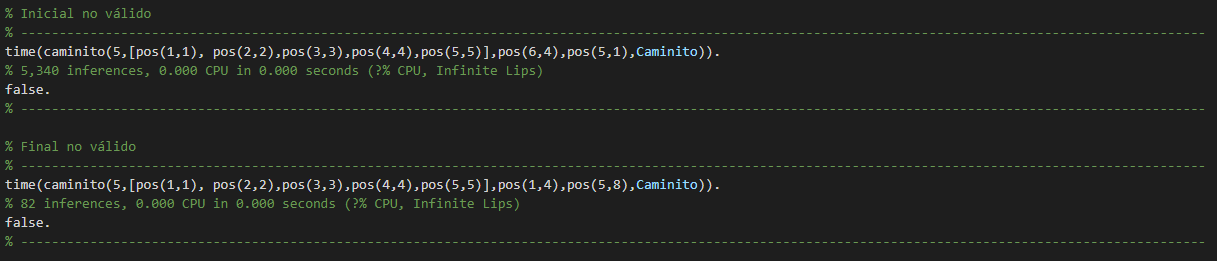 % Inicial no válido
% ----------------------------------------------------------------------------------------------------------------------------------------------------------
time(caminito(5,[pos(1,1), pos(2,2),pos(3,3),pos(4,4),pos(5,5)],pos(6,4),pos(5,1),Caminito)).
% 5,340 inferences, 0.000 CPU in 0.000 seconds (?% CPU, Infinite Lips)
false.
% ----------------------------------------------------------------------------------------------------------------------------------------------------------
% Final no válido
% ----------------------------------------------------------------------------------------------------------------------------------------------------------
time(caminito(5,[pos(1,1), pos(2,2),pos(3,3),pos(4,4),pos(5,5)],pos(1,4),pos(5,8),Caminito)).
% 82 inferences, 0.000 CPU in 0.000 seconds (?% CPU, Infinite Lips)
false.
% ----------------------------------------------------------------------------------------------------------------------------------------------------------